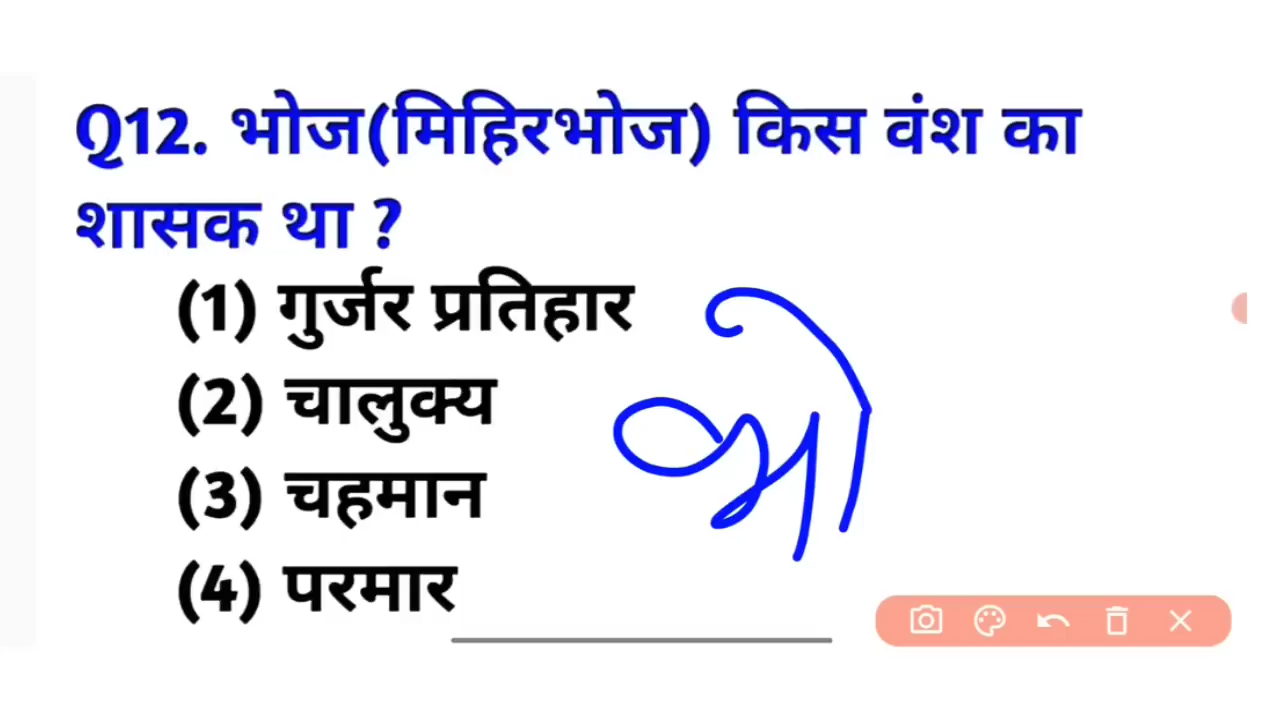 Q12. भोज(मिहिरभोज) किस वंश का
शासक था ?
(1) गुर्जर प्रतिहार
(2) चालुक्य
(3) चहमान
(4) परमार
भो